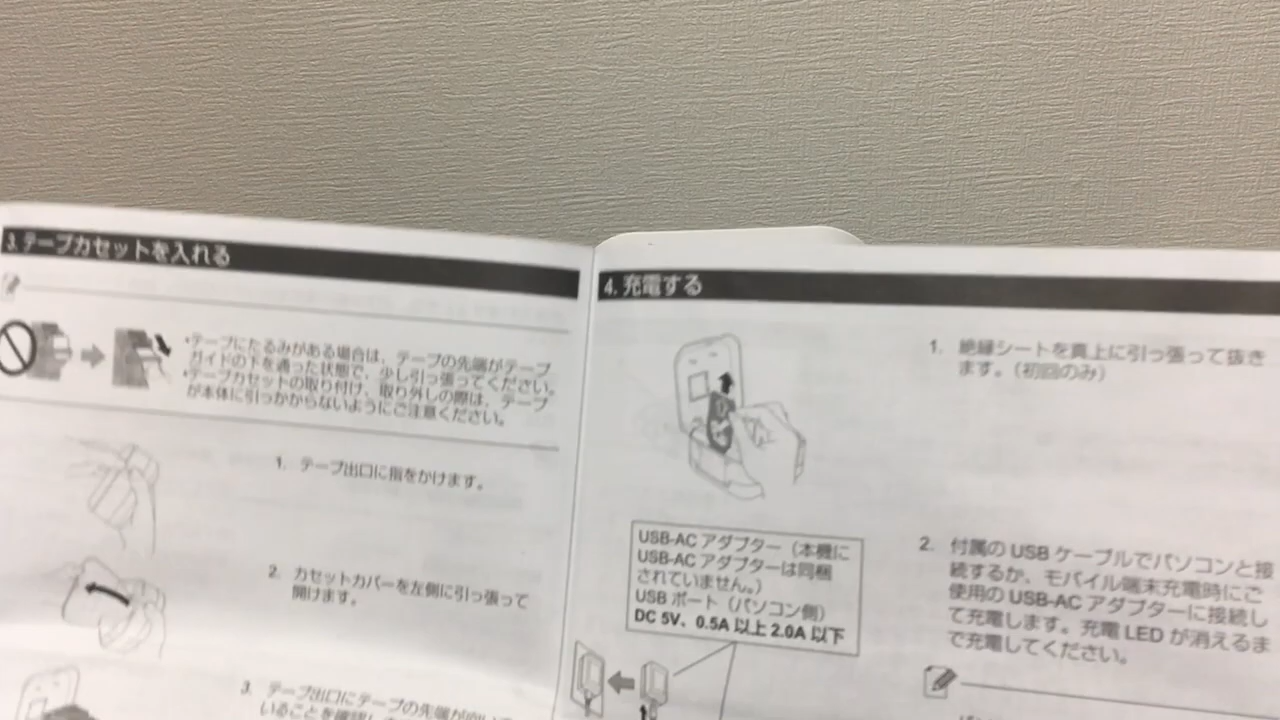 3. テープカセットを入れる
•テープにたるみがある場合は、テープの先端がテープ
ガイドの下を通った状態で、少し引っ張ってください。
•テープカセットの取り付け、取り外しの際は、テープ
が本体に引っかからないようにご注意ください。
1. テープ出口に指をかけます。
2. カセットカバーを左側に引っ張って
開けます。
3. テープ出口にテープの先端が向いて
いることを確認し
4. 充電する
1. 絶縁シートを真上に引っ張って抜き
ます。（初回のみ）
USB-AC アダプター（本機に
USB-AC アダプターは同梱
されていません。）
USB ポート（パソコン側）
DC 5V、0.5A 以上 2.0A 以下
2. 付属の USB ケーブルでパソコンと接
続するか、モバイル端末充電時にご
使用の USB-AC アダプターに接続し
て充電します。充電 LED が消えるま
で充電してください。